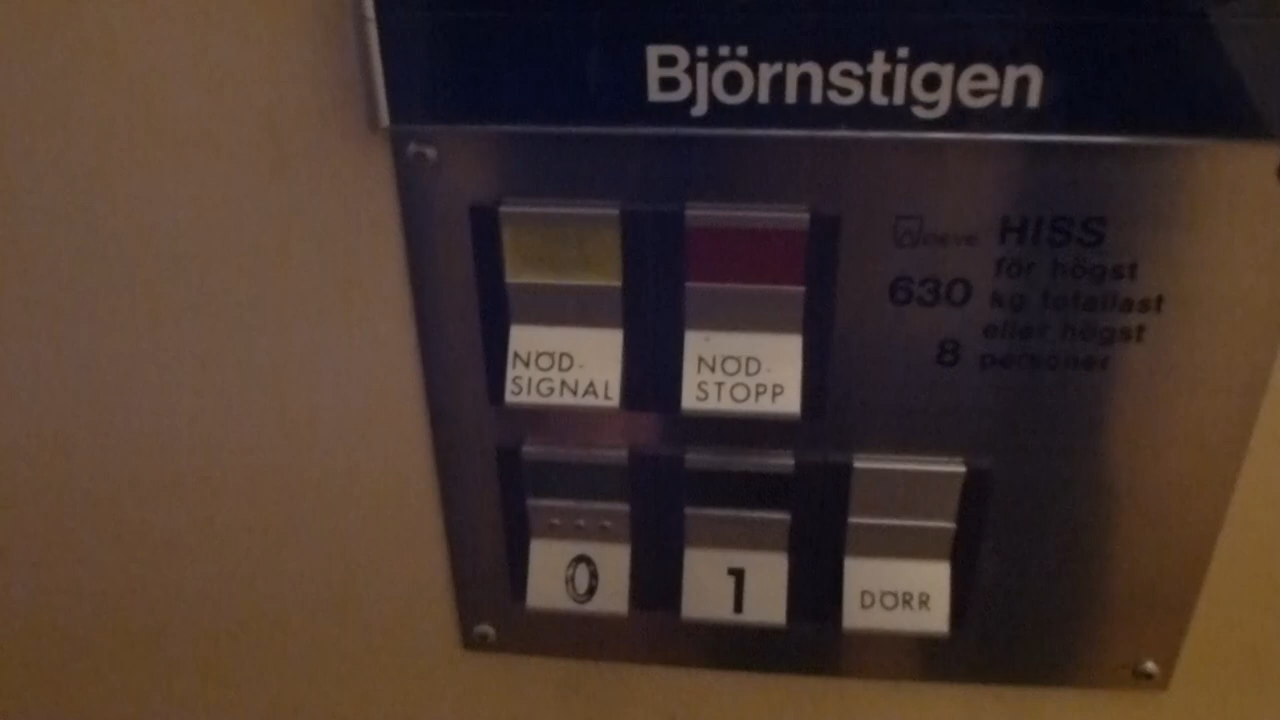 Björnstigen
HISS
för högst
630 kg totallast
eller högst
8 personer
NÖD-
SIGNAL
NÖD-
STOPP
0
1
DÖRR